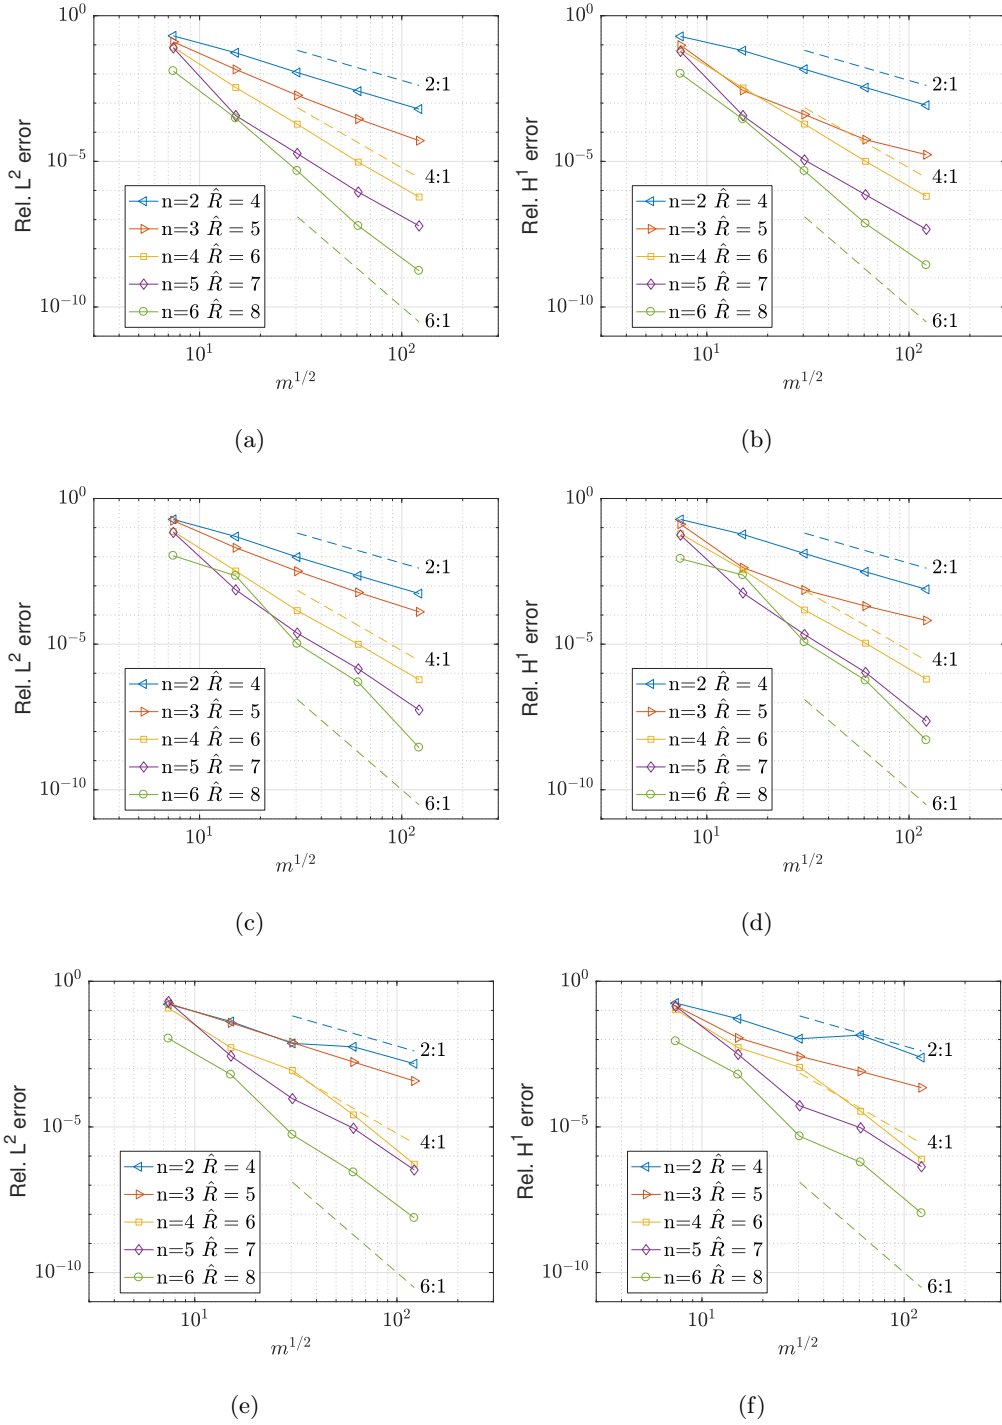 10^0
10^-5
10^-10
Rel. L^2 error
2:1
4:1
6:1
n=2 R̂ = 4
n=3 R̂ = 5
n=4 R̂ = 6
n=5 R̂ = 7
n=6 R̂ = 8
10^1 10^2
m^{1/2}
(a)
10^0
10^-5
10^-10
Rel. H^1 error
2:1
4:1
6:1
n=2 R̂ = 4
n=3 R̂ = 5
n=4 R̂ = 6
n=5 R̂ = 7
n=6 R̂ = 8
10^1 10^2
m^{1/2}
(b)
10^0
10^-5
10^-10
Rel. L^2 error
2:1
4:1
6:1
n=2 R̂ = 4
n=3 R̂ = 5
n=4 R̂ = 6
n=5 R̂ = 7
n=6 R̂ = 8
10^1 10^2
m^{1/2}
(c)
10^0
10^-5
10^-10
Rel. H^1 error
2:1
4:1
6:1
n=2 R̂ = 4
n=3 R̂ = 5
n=4 R̂ = 6
n=5 R̂ = 7
n=6 R̂ = 8
10^1 10^2
m^{1/2}
(d)
10^0
10^-5
10^-10
Rel. L^2 error
2:1
4:1
6:1
n=2 R̂ = 4
n=3 R̂ = 5
n=4 R̂ = 6
n=5 R̂ = 7
n=6 R̂ = 8
10^1 10^2
m^{1/2}
(e)
10^0
10^-5
10^-10
Rel. H^1 error
2:1
4:1
6:1
n=2 R̂ = 4
n=3 R̂ = 5
n=4 R̂ = 6
n=5 R̂ = 7
n=6 R̂ = 8
10^1 10^2
m^{1/2}
(f)